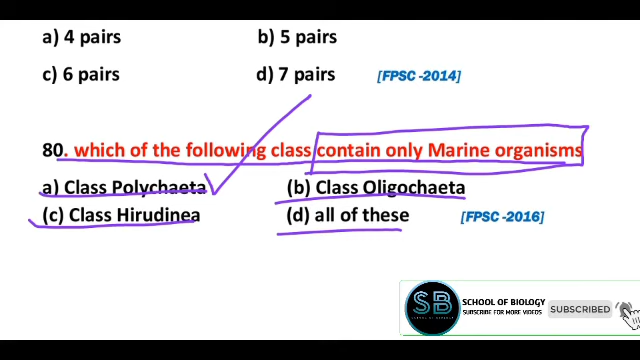 a) 4 pairs b) 5 pairs
c) 6 pairs d) 7 pairs [FPSC -2014]
80. which of the following class contain only Marine organisms
a) Class Polychaeta (b) Class Oligochaeta
(c) Class Hirudinea (d) all of these [FPSC -2016]
SB SCHOOL OF BIOLOGY
SUBSCRIBE FOR MORE VIDEOS
SUBSCRIBED